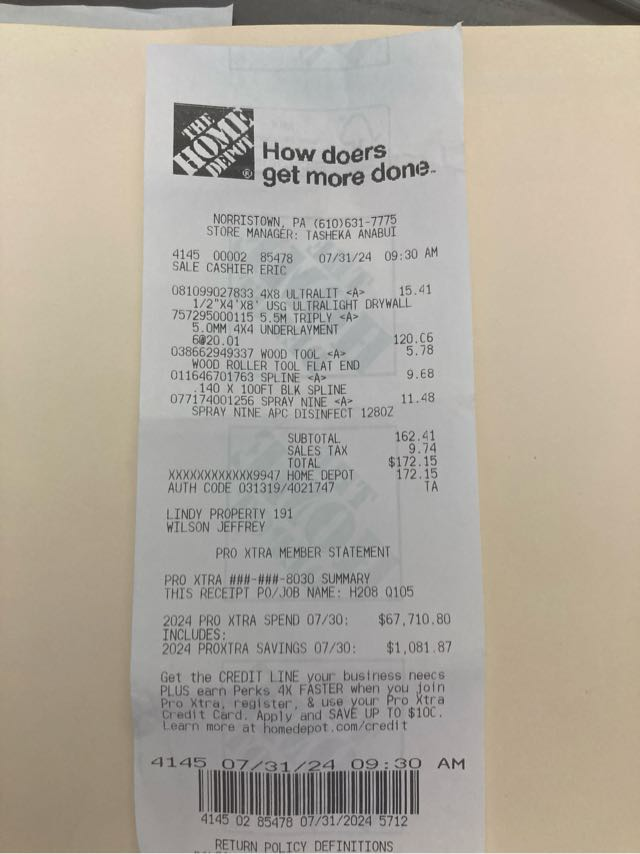 THE
HOME
DEPOT
®
How doers
get more done.
NORRISTOWN, PA (610)631-7775
STORE MANAGER: TASHEKA ANABUI
4145 00002 85478 07/31/24 09:30 AM
SALE CASHIER ERIC
081099027833 4X8 ULTRALIT <A> 15.41
1/2"X4'X8' USG ULTRALIGHT DRYWALL
757295000115 5.5M TRIPLY <A>
5.0MM 4X4 UNDERLAYMENT
6@20.01 120.06
038662949337 WOOD TOOL <A> 5.78
WOOD ROLLER TOOL FLAT END
011646701763 SPLINE <A> 9.68
.140 X 100FT BLK SPLINE
077174001256 SPRAY NINE <A> 11.48
SPRAY NINE APC DISINFECT 128OZ
SUBTOTAL 162.41
SALES TAX 9.74
TOTAL $172.15
XXXXXXXXXXXX9947 HOME DEPOT 172.15
AUTH CODE 031319/4021747 TA
LINDY PROPERTY 191
WILSON JEFFREY
PRO XTRA MEMBER STATEMENT
PRO XTRA ###-###-8030 SUMMARY
THIS RECEIPT PO/JOB NAME: H208 Q105
2024 PRO XTRA SPEND 07/30: $67,710.80
INCLUDES:
2024 PROXTRA SAVINGS 07/30: $1,081.87
Get the CREDIT LINE your business needs
PLUS earn Perks 4X FASTER when you join
Pro Xtra, register, & use your Pro Xtra
Credit Card. Apply and SAVE UP TO $100.
Learn more at homedepot.com/credit
4145 07/31/24 09:30 AM
4145 02 85478 07/31/2024 5712
RETURN POLICY DEFINITIONS